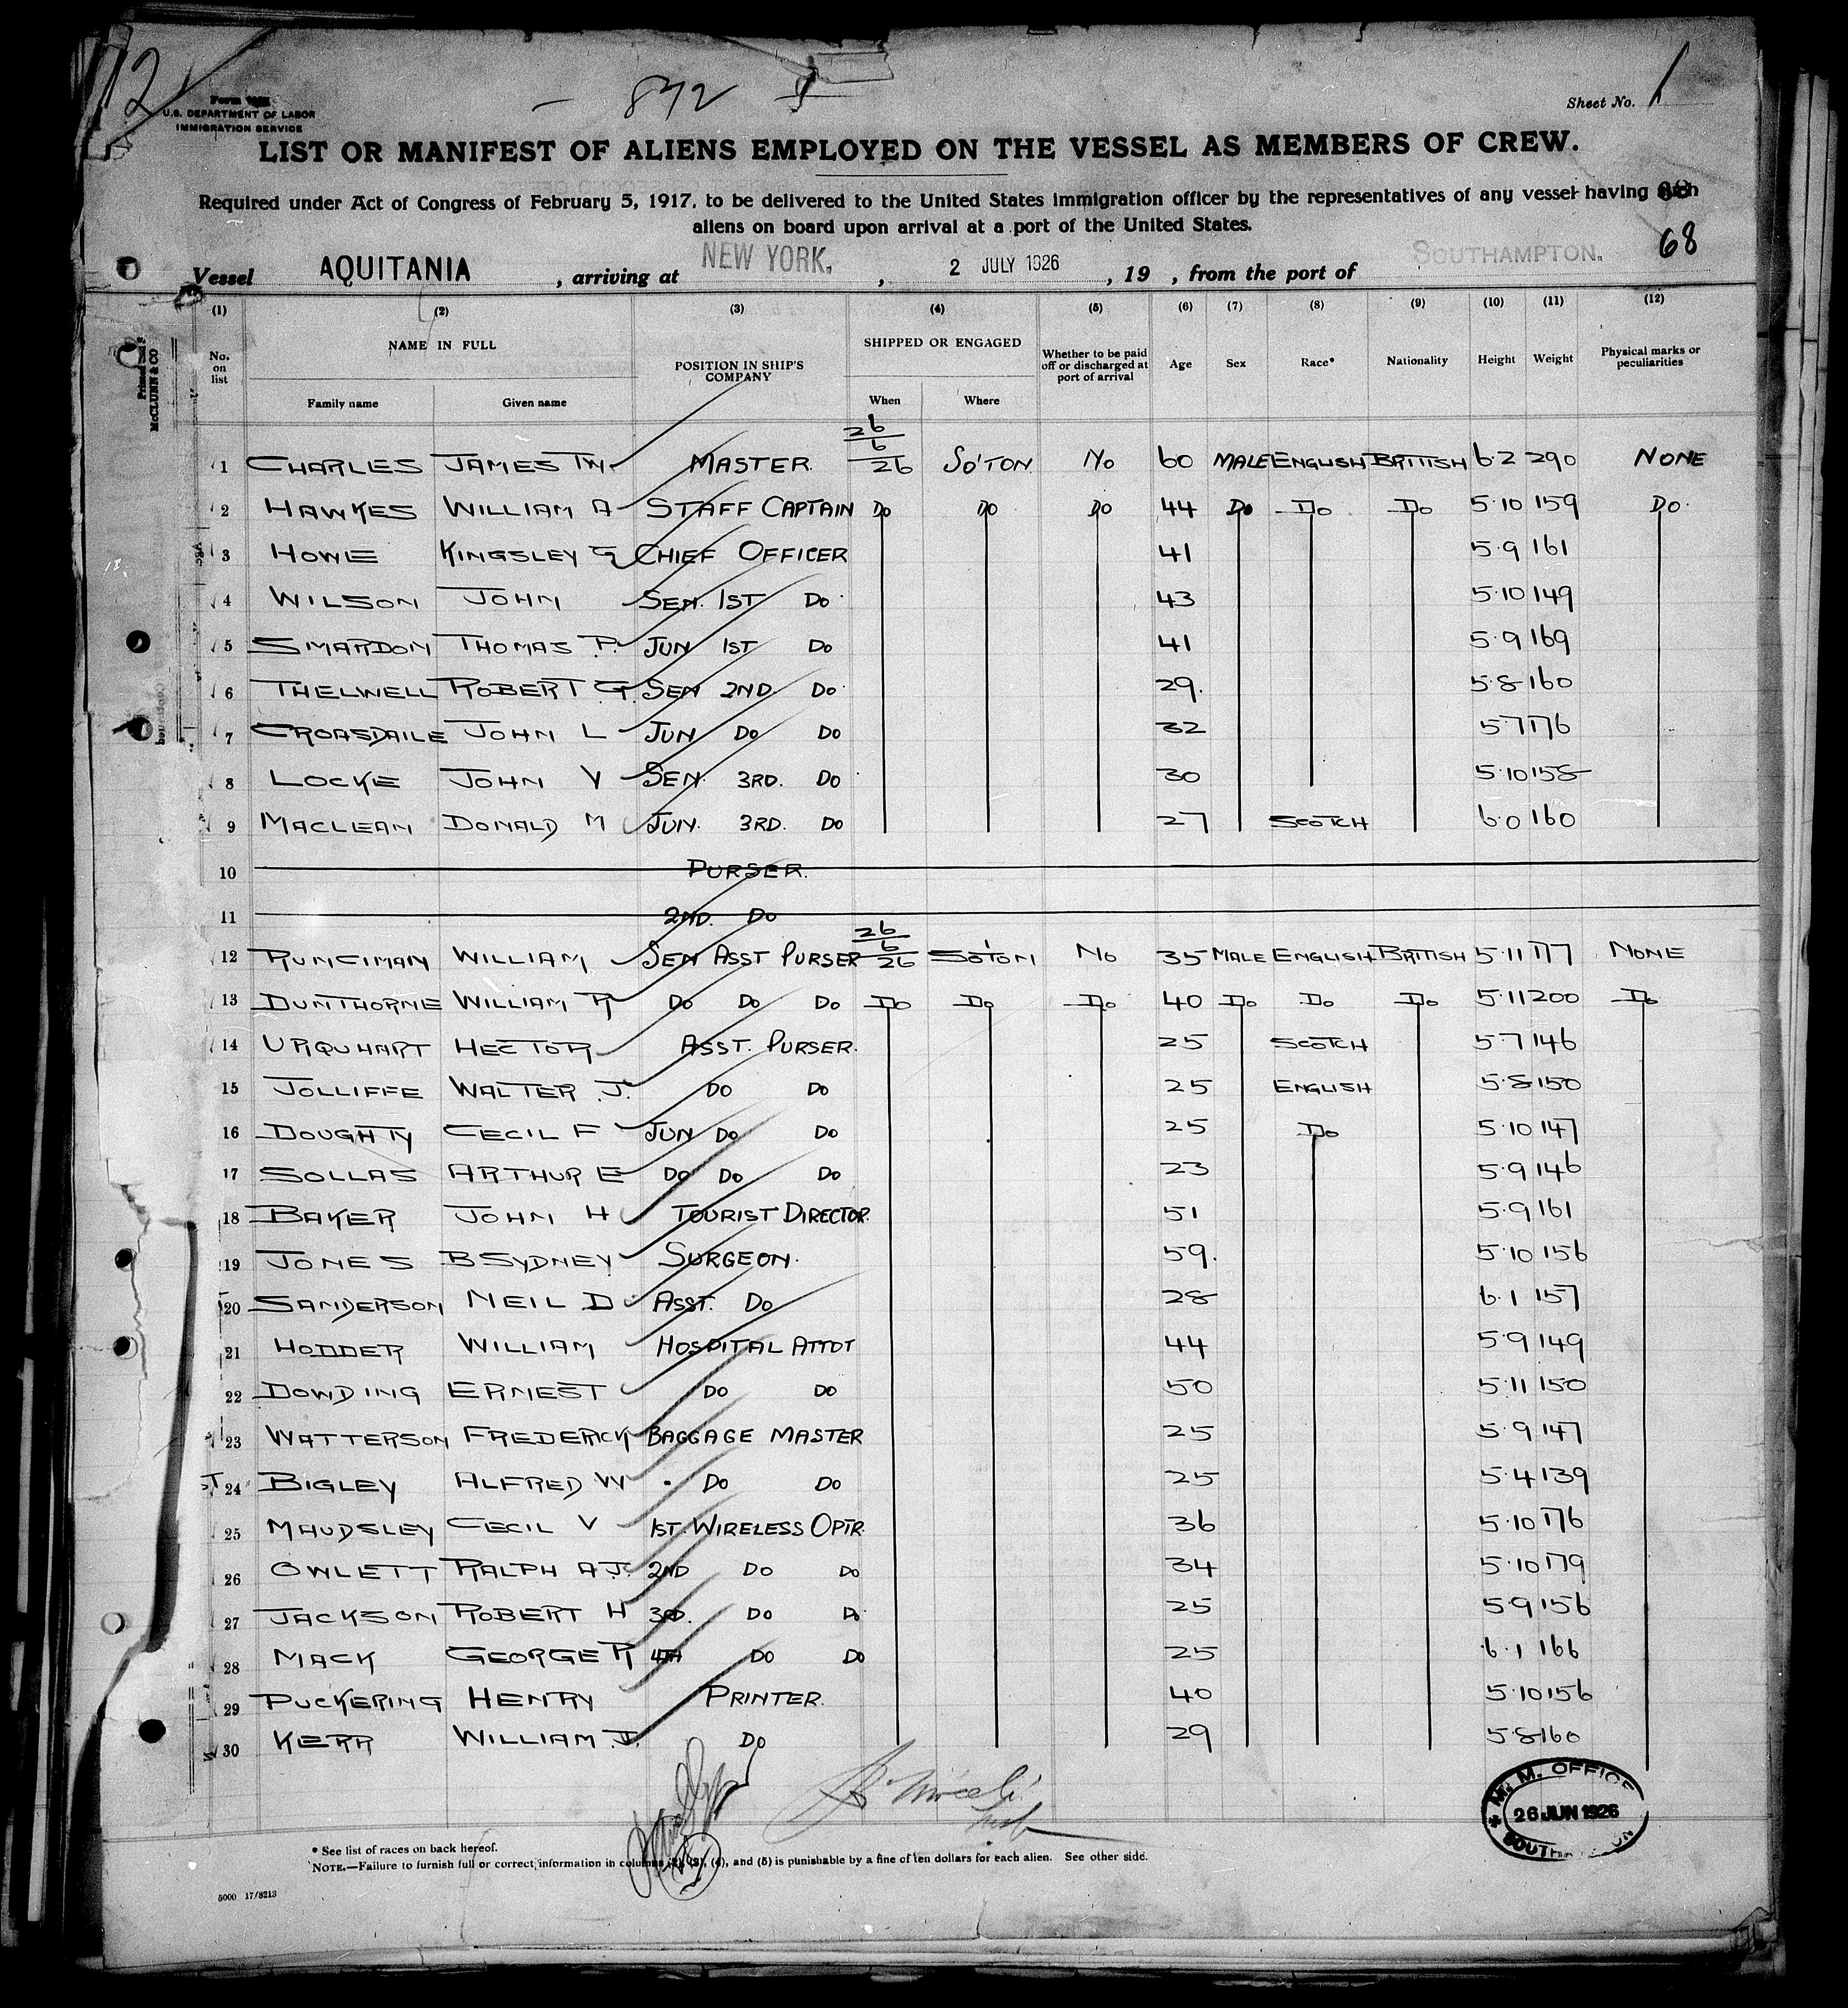 12
— 872
Form
U.S. DEPARTMENT OF LABOR
IMMIGRATION SERVICE
Sheet No. 1
LIST OR MANIFEST OF ALIENS EMPLOYED ON THE VESSEL AS MEMBERS OF CREW.
Required under Act of Congress of February 5, 1917, to be delivered to the United States immigration officer by the representatives of any vessel having such
aliens on board upon arrival at a port of the United States.
68
Vessel AQUITANIA , arriving at NEW YORK. , 2 JULY 1926 , 19 , from the port of SOUTHAMPTON.
(1) (2) (3) (4) (5) (6) (7) (8) (9) (10) (11) (12)
No. on list NAME IN FULL POSITION IN SHIP'S COMPANY SHIPPED OR ENGAGED Whether to be paid off or discharged at port of arrival Age Sex Race* Nationality Height Weight Physical marks or peculiarities
Family name Given name When Where
1 CHARLES JAMES T.W. MASTER. 26/6/26 SO'TON NO 60 MALE ENGLISH BRITISH 6.2 290 NONE
2 HAWKES WILLIAM A STAFF CAPTAIN DO DO DO 44 DO DO DO 5.10 159 DO.
3 HOWE KINGSLEY G CHIEF OFFICER 41 5.9 161
4 WILSON JOHN SEN. 1ST DO 43 5.10 149
5 SMARDON THOMAS P. JUN 1ST DO 41 5.9 169
6 THELWELL ROBERT G. SEN 2ND. DO 29. 5.8 160
7 CROASDAILE JOHN L JUN DO DO 32 5.7 176
8 LOCKE JOHN V SEN. 3RD. DO 30 5.10 158
9 MACLEAN DONALD M JUN. 3RD. DO 27 SCOTCH 6.0 160
10 PURSER.
11 2ND. DO
12 RUNCIMAN WILLIAM SEN ASST PURSER 26/6/26 SO'TON NO 35 MALE ENGLISH BRITISH 5.11 177 NONE
13 DUNTHORNE WILLIAM R DO DO DO DO DO DO 40 DO DO DO 5.11 200 DO
14 URQUHART HECTOR ASST. PURSER. 25 SCOTCH 5.7 146
15 JOLLIFFE WALTER J. DO DO 25 ENGLISH 5.8 150
16 DOUGHTY CECIL F JUN DO DO 25 DO 5.10 147
17 SOLLAS ARTHUR E DO DO DO 23 5.9 146
18 BAKER JOHN H TOURIST DIRECTOR. 51 5.9 161
19 JONES B SYDNEY SURGEON. 59. 5.10 156
20 SANDERSON NEIL D ASST. DO 28 6.1 157
21 HODDER WILLIAM HOSPITAL ATTDT 44 5.9 149
22 DOWDING ERNEST DO DO 50 5.11 150
23 WATTERSON FREDERICK BAGGAGE MASTER 25 5.9 147
24 BIGLEY ALFRED W DO DO 25 5.4 139
25 MAUDSLEY CECIL V 1ST. WIRELESS OPTR. 36 5.10 176
26 OWLETT RALPH A.J. 2ND DO DO 34 5.10 179
27 JACKSON ROBERT H 3RD. DO DO 25 5.9 156
28 MACK GEORGE R 4TH DO DO 25 6.1 166
29 PUCKERING HENRY PRINTER. 40 5.10 156
30 KERR WILLIAM J. DO 29 5.8 160
M. M. OFFICE
26 JUN 1926
* See list of races on back hereof.
NOTE.—Failure to furnish full or correct information in columns (2), (3), (4), and (5) is punishable by a fine of ten dollars for each alien. See other side.
5000 17/8213